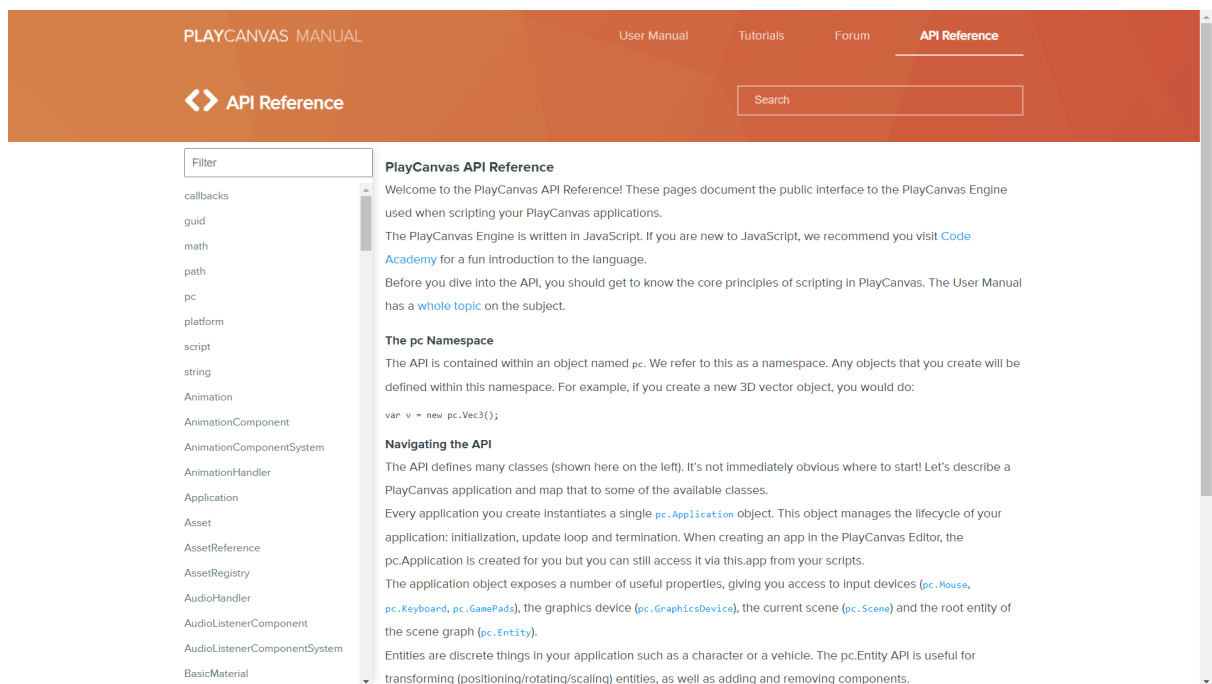 PLAYCANVAS MANUAL
User Manual
Tutorials
Forum
API Reference
API Reference
Search
Filter
callbacks
guid
math
path
pc
platform
script
string
Animation
AnimationComponent
AnimationComponentSystem
AnimationHandler
Application
Asset
AssetReference
AssetRegistry
AudioHandler
AudioListenerComponent
AudioListenerComponentSystem
BasicMaterial
PlayCanvas API Reference
Welcome to the PlayCanvas API Reference! These pages document the public interface to the PlayCanvas Engine
used when scripting your PlayCanvas applications.
The PlayCanvas Engine is written in JavaScript. If you are new to JavaScript, we recommend you visit Code
Academy for a fun introduction to the language.
Before you dive into the API, you should get to know the core principles of scripting in PlayCanvas. The User Manual
has a whole topic on the subject.
The pc Namespace
The API is contained within an object named pc. We refer to this as a namespace. Any objects that you create will be
defined within this namespace. For example, if you create a new 3D vector object, you would do:
var v = new pc.Vec3();
Navigating the API
The API defines many classes (shown here on the left). It's not immediately obvious where to start! Let's describe a
PlayCanvas application and map that to some of the available classes.
Every application you create instantiates a single pc.Application object. This object manages the lifecycle of your
application: initialization, update loop and termination. When creating an app in the PlayCanvas Editor, the
pc.Application is created for you but you can still access it via this.app from your scripts.
The application object exposes a number of useful properties, giving you access to input devices (pc.Mouse,
pc.Keyboard, pc.GamePads), the graphics device (pc.GraphicsDevice), the current scene (pc.Scene) and the root entity of
the scene graph (pc.Entity).
Entities are discrete things in your application such as a character or a vehicle. The pc.Entity API is useful for
transforming (positioning/rotating/scaling) entities, as well as adding and removing components.